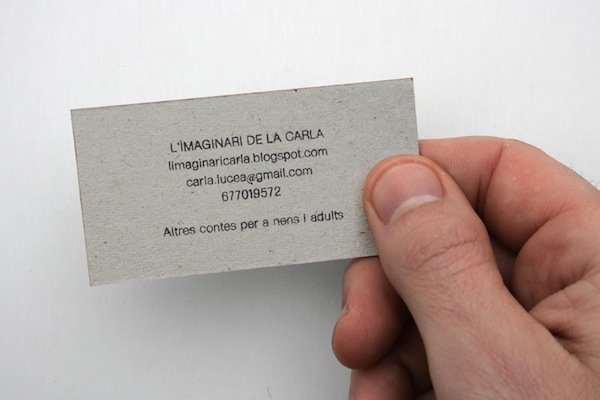 L'IMAGINARI DE LA CARLA
limaginaricarla.blogspot.com
carla.lucea@gmail.com
677019572
Altres contes per a nens i adults